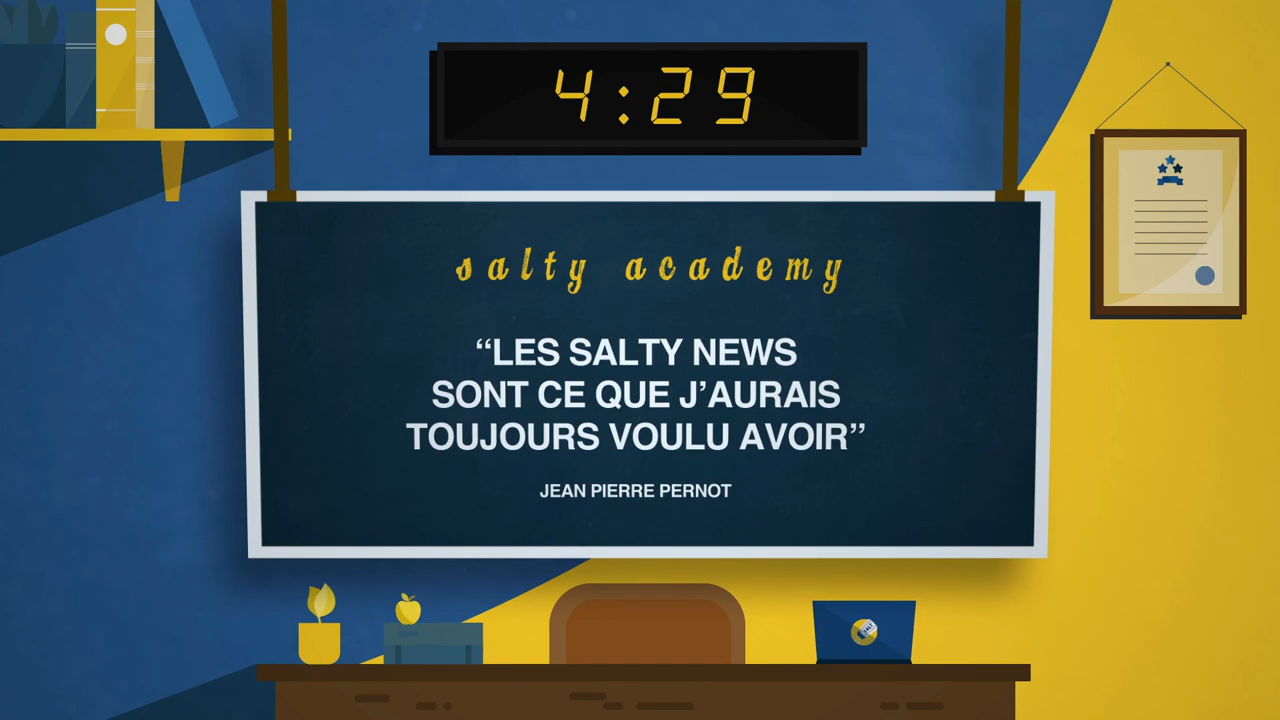 4:29
salty academy
“LES SALTY NEWS
SONT CE QUE J’AURAIS
TOUJOURS VOULU AVOIR”
JEAN PIERRE PERNOT